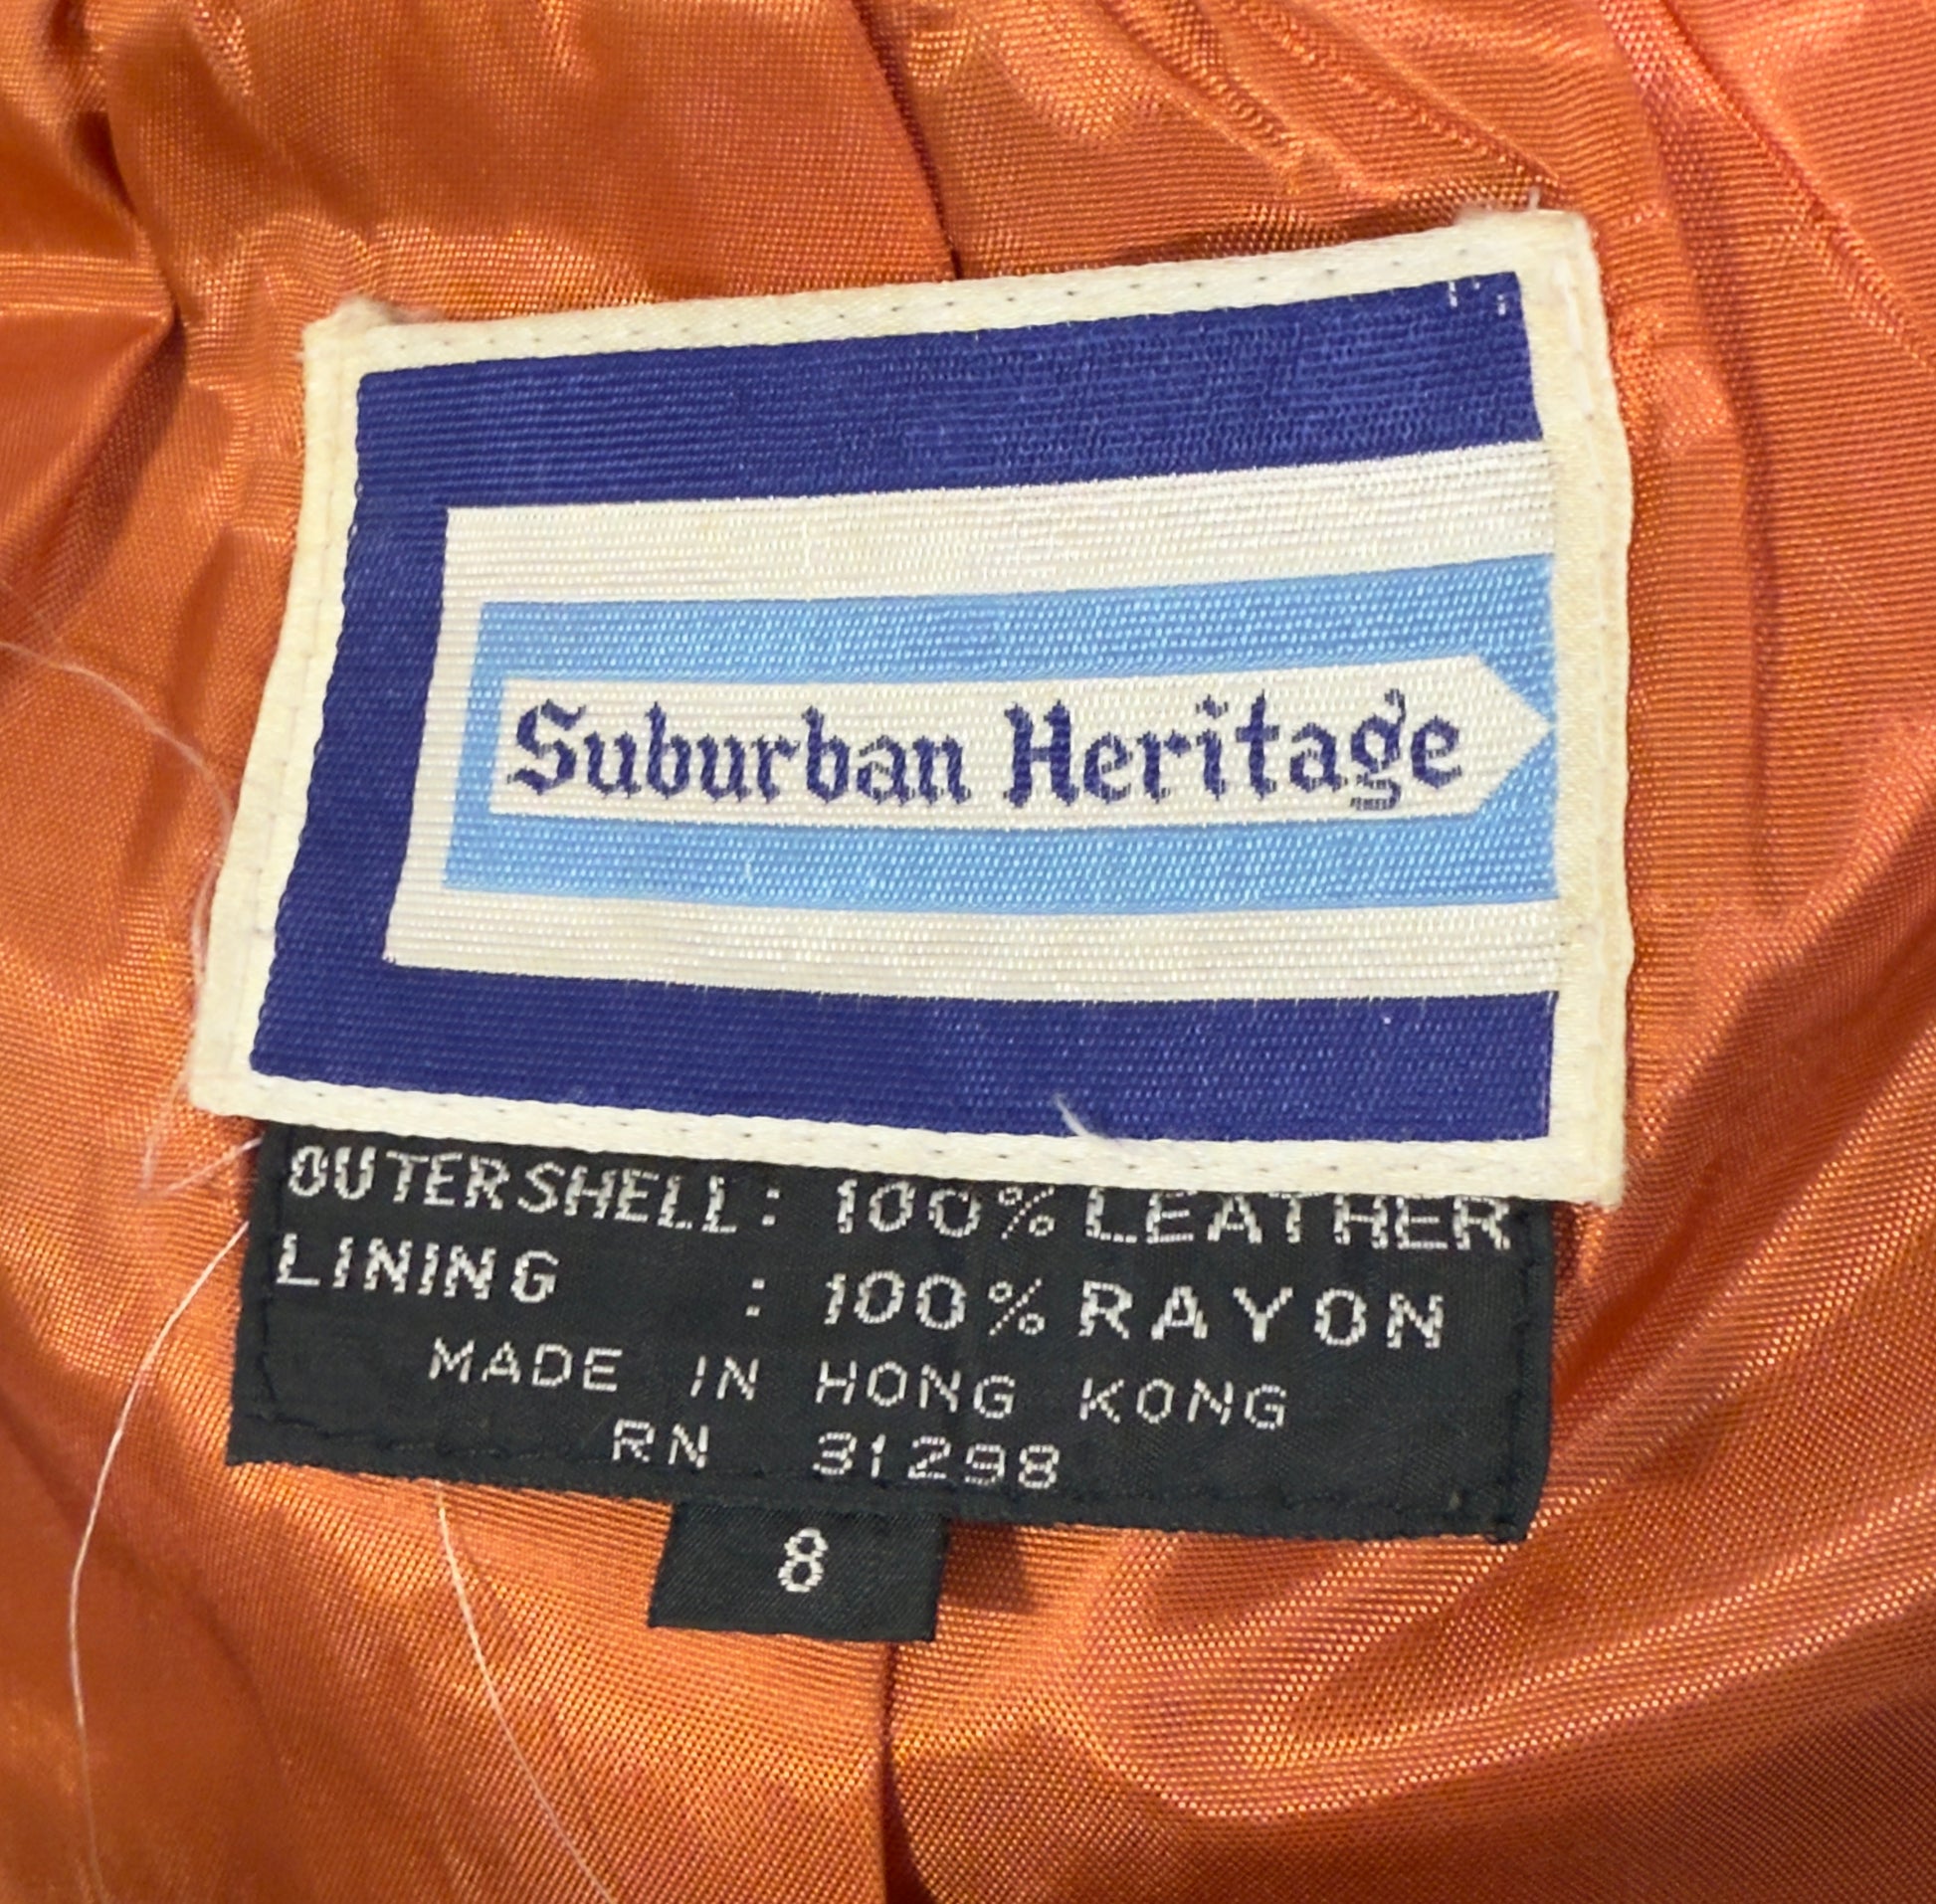 Suburban Heritage
OUTERSHELL: 100% LEATHER
LINING : 100% RAYON
MADE IN HONG KONG
RN 31298
8